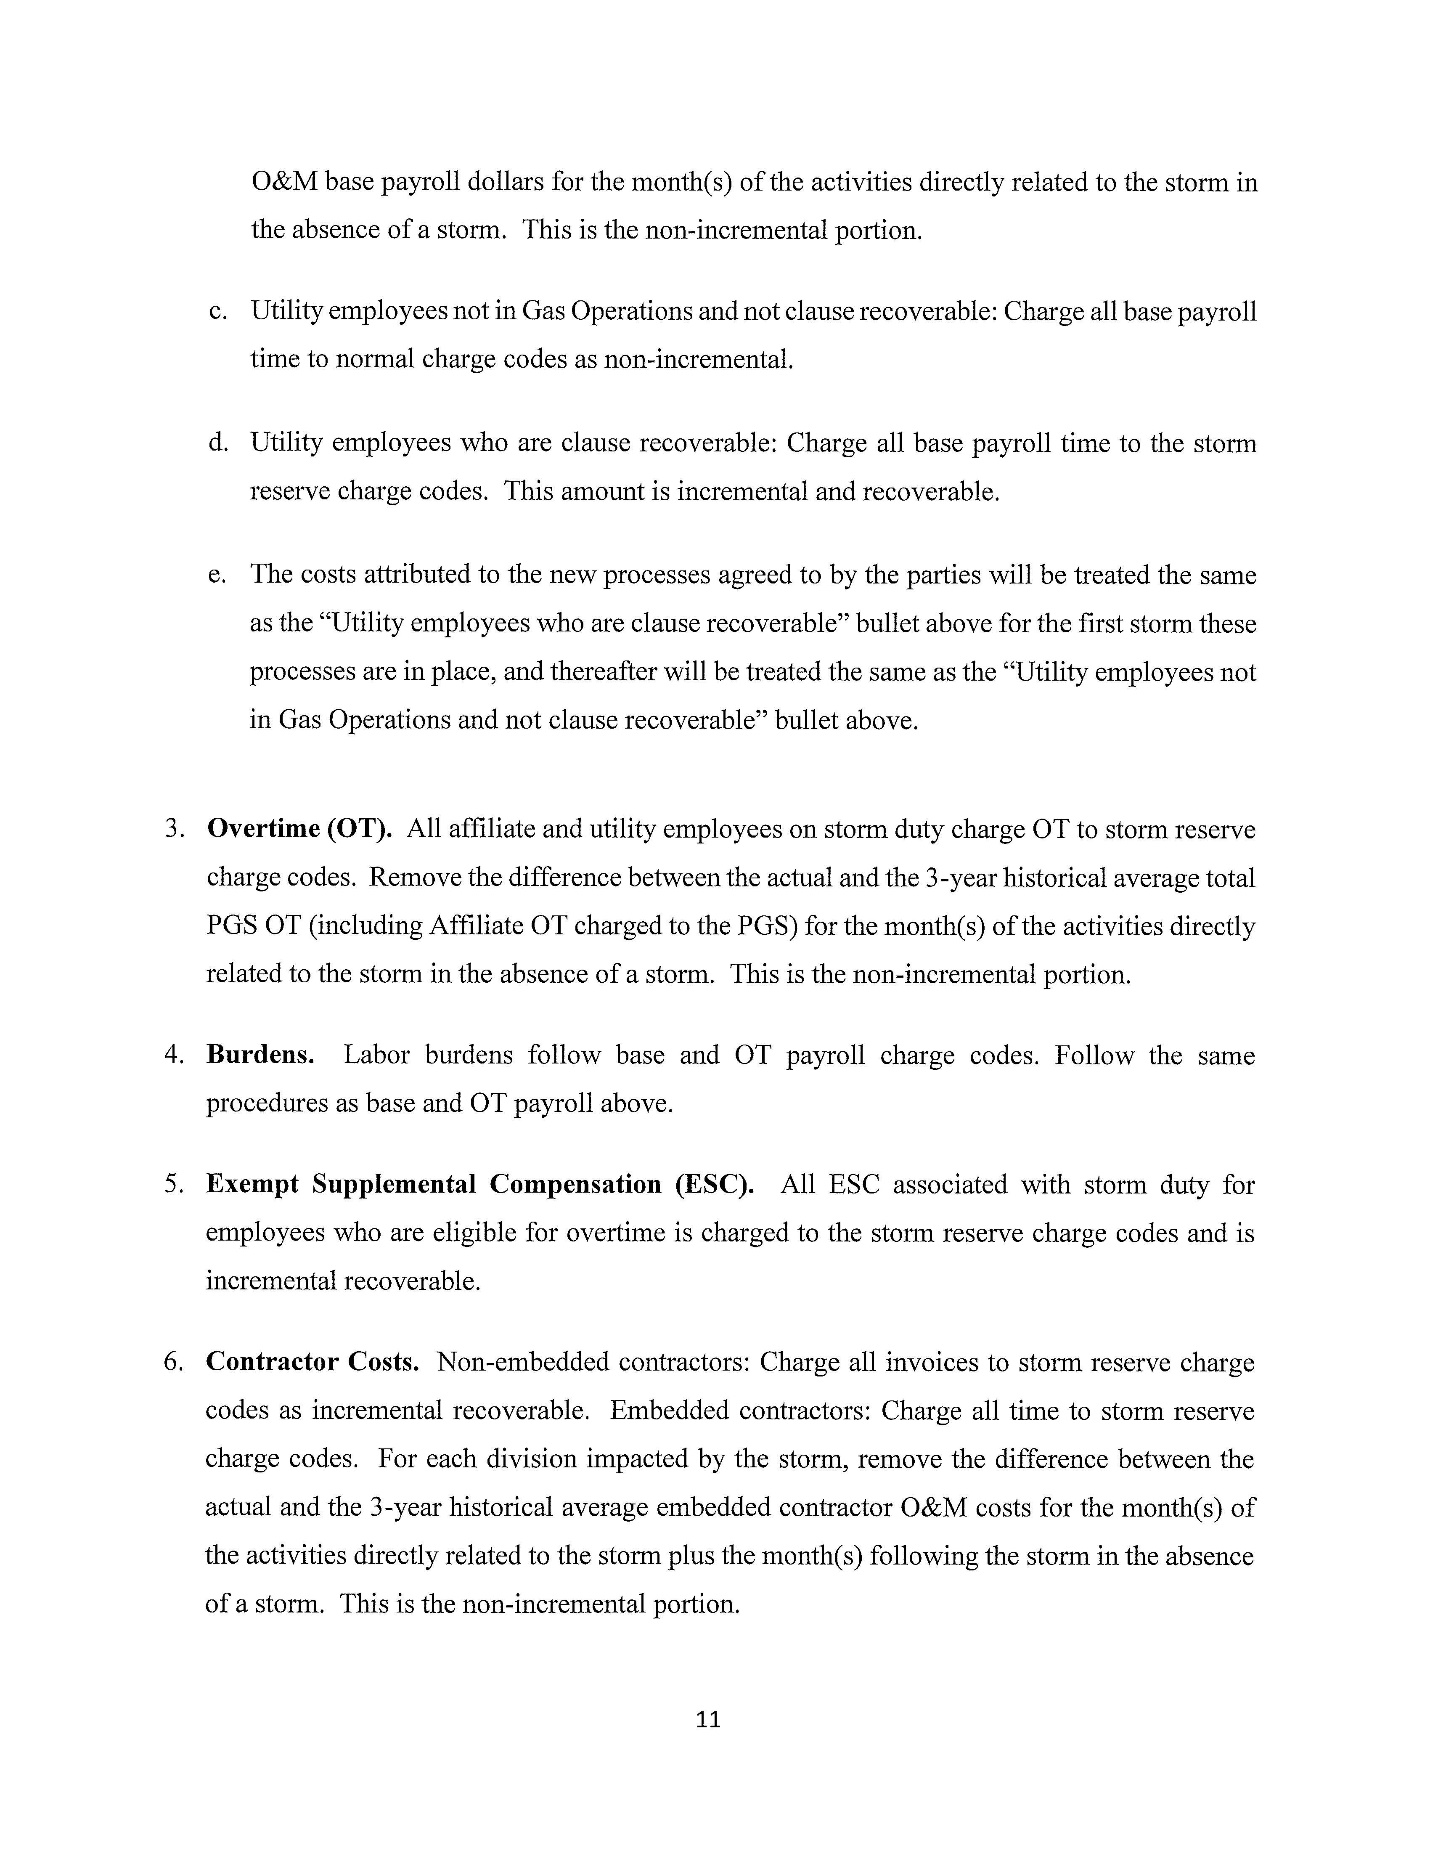 O&M base payroll dollars for the month(s) of the activities directly related to the storm in
the absence of a storm.  This is the non-incremental portion.
c. Utility employees not in Gas Operations and not clause recoverable: Charge all base payroll
time to normal charge codes as non-incremental.
d. Utility employees who are clause recoverable: Charge all base payroll time to the storm
reserve charge codes.  This amount is incremental and recoverable.
e. The costs attributed to the new processes agreed to by the parties will be treated the same
as the “Utility employees who are clause recoverable” bullet above for the first storm these
processes are in place, and thereafter will be treated the same as the “Utility employees not
in Gas Operations and not clause recoverable” bullet above.
3. Overtime (OT).  All affiliate and utility employees on storm duty charge OT to storm reserve
charge codes.  Remove the difference between the actual and the 3-year historical average total
PGS OT (including Affiliate OT charged to the PGS) for the month(s) of the activities directly
related to the storm in the absence of a storm.  This is the non-incremental portion.
4. Burdens.  Labor burdens follow base and OT payroll charge codes. Follow the same
procedures as base and OT payroll above.
5. Exempt Supplemental Compensation (ESC).  All ESC associated with storm duty for
employees who are eligible for overtime is charged to the storm reserve charge codes and is
incremental recoverable.
6. Contractor Costs.  Non-embedded contractors: Charge all invoices to storm reserve charge
codes as incremental recoverable.  Embedded contractors: Charge all time to storm reserve
charge codes.  For each division impacted by the storm, remove the difference between the
actual and the 3-year historical average embedded contractor O&M costs for the month(s) of
the activities directly related to the storm plus the month(s) following the storm in the absence
of a storm.  This is the non-incremental portion.
11